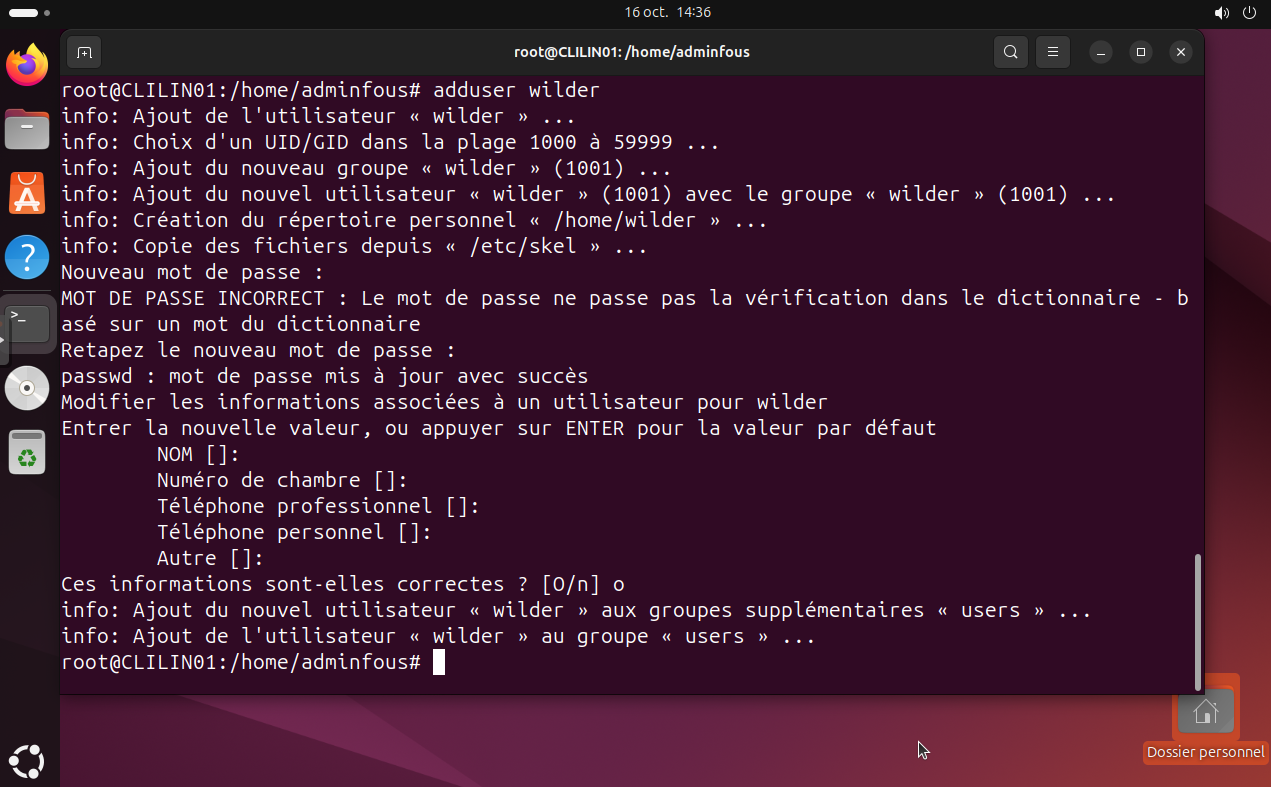 16 oct. 14:36
root@CLILIN01: /home/adminfous
root@CLILIN01:/home/adminfous# adduser wilder
info: Ajout de l'utilisateur « wilder » ...
info: Choix d'un UID/GID dans la plage 1000 à 59999 ...
info: Ajout du nouveau groupe « wilder » (1001) ...
info: Ajout du nouvel utilisateur « wilder » (1001) avec le groupe « wilder » (1001) ...
info: Création du répertoire personnel « /home/wilder » ...
info: Copie des fichiers depuis « /etc/skel » ...
Nouveau mot de passe :
MOT DE PASSE INCORRECT : Le mot de passe ne passe pas la vérification dans le dictionnaire - b
asé sur un mot du dictionnaire
Retapez le nouveau mot de passe :
passwd : mot de passe mis à jour avec succès
Modifier les informations associées à un utilisateur pour wilder
Entrer la nouvelle valeur, ou appuyer sur ENTER pour la valeur par défaut
NOM []:
Numéro de chambre []:
Téléphone professionnel []:
Téléphone personnel []:
Autre []:
Ces informations sont-elles correctes ? [O/n] o
info: Ajout du nouvel utilisateur « wilder » aux groupes supplémentaires « users » ...
info: Ajout de l'utilisateur « wilder » au groupe « users » ...
root@CLILIN01:/home/adminfous#
Dossier personnel